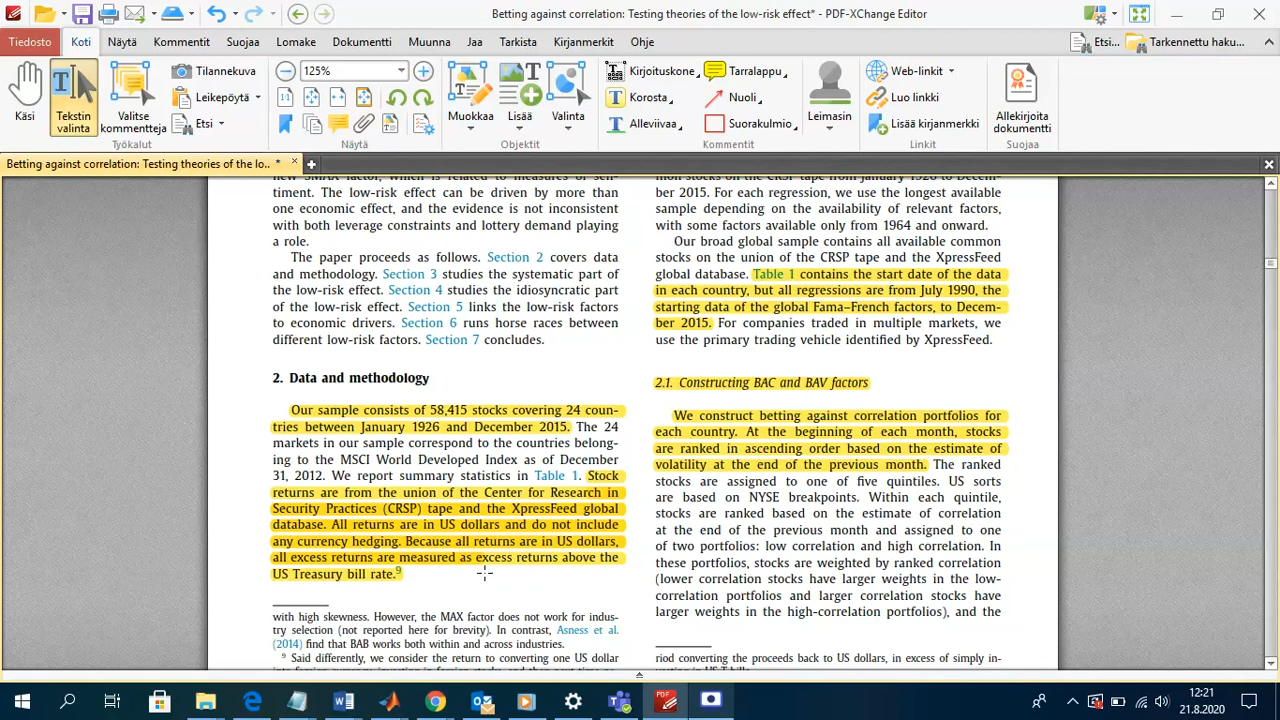 Betting against correlation: Testing theories of the low-risk effect* - PDF-XChange Editor
Tiedosto Koti Näytä Kommentit Suojaa Lomake Dokumentti Muunna Jaa Tarkista Kirjanmerkit Ohje
Etsi... Tarkennettu haku...
Käsi
Tekstin
valinta
Valitse
kommentteja
Työkalut
Tilannekuva
Leikepöytä
Etsi
125%
1:1
Näytä
Muokkaa
Lisää
Valinta
Objektit
Kirjoituskone
Korosta
Alleviivaa
Tarralappu
Nuoli
Suorakulmio
Kommentit
Leimasin
Web-linkit
Luo linkki
Lisää kirjanmerkki
Linkit
Allekirjoita
dokumentti
Suojaa
Betting against correlation: Testing theories of the lo.. *
new SMAX factor, which is related to measures of sen-
timent. The low-risk effect can be driven by more than
one economic effect, and the evidence is not inconsistent
with both leverage constraints and lottery demand playing
a role.
The paper proceeds as follows. Section 2 covers data
and methodology. Section 3 studies the systematic part of
the low-risk effect. Section 4 studies the idiosyncratic part
of the low-risk effect. Section 5 links the low-risk factors
to economic drivers. Section 6 runs horse races between
different low-risk factors. Section 7 concludes.
2. Data and methodology
Our sample consists of 58,415 stocks covering 24 coun-
tries between January 1926 and December 2015. The 24
markets in our sample correspond to the countries belong-
ing to the MSCI World Developed Index as of December
31, 2012. We report summary statistics in Table 1. Stock
returns are from the union of the Center for Research in
Security Practices (CRSP) tape and the XpressFeed global
database. All returns are in US dollars and do not include
any currency hedging. Because all returns are in US dollars,
all excess returns are measured as excess returns above the
US Treasury bill rate.9
with high skewness. However, the MAX factor does not work for indus-
try selection (not reported here for brevity). In contrast, Asness et al.
(2014) find that BAB works both within and across industries.
9 Said differently, we consider the return to converting one US dollar
mon stocks on the CRSP tape from January 1926 to Decem-
ber 2015. For each regression, we use the longest available
sample depending on the availability of relevant factors,
with some factors available only from 1964 and onward.
Our broad global sample contains all available common
stocks on the union of the CRSP tape and the XpressFeed
global database. Table 1 contains the start date of the data
in each country, but all regressions are from July 1990, the
starting data of the global Fama–French factors, to Decem-
ber 2015. For companies traded in multiple markets, we
use the primary trading vehicle identified by XpressFeed.
2.1. Constructing BAC and BAV factors
We construct betting against correlation portfolios for
each country. At the beginning of each month, stocks
are ranked in ascending order based on the estimate of
volatility at the end of the previous month. The ranked
stocks are assigned to one of five quintiles. US sorts
are based on NYSE breakpoints. Within each quintile,
stocks are ranked based on the estimate of correlation
at the end of the previous month and assigned to one
of two portfolios: low correlation and high correlation. In
these portfolios, stocks are weighted by ranked correlation
(lower correlation stocks have larger weights in the low-
correlation portfolios and larger correlation stocks have
larger weights in the high-correlation portfolios), and the
riod converting the proceeds back to US dollars, in excess of simply in-
12:21
21.8.2020